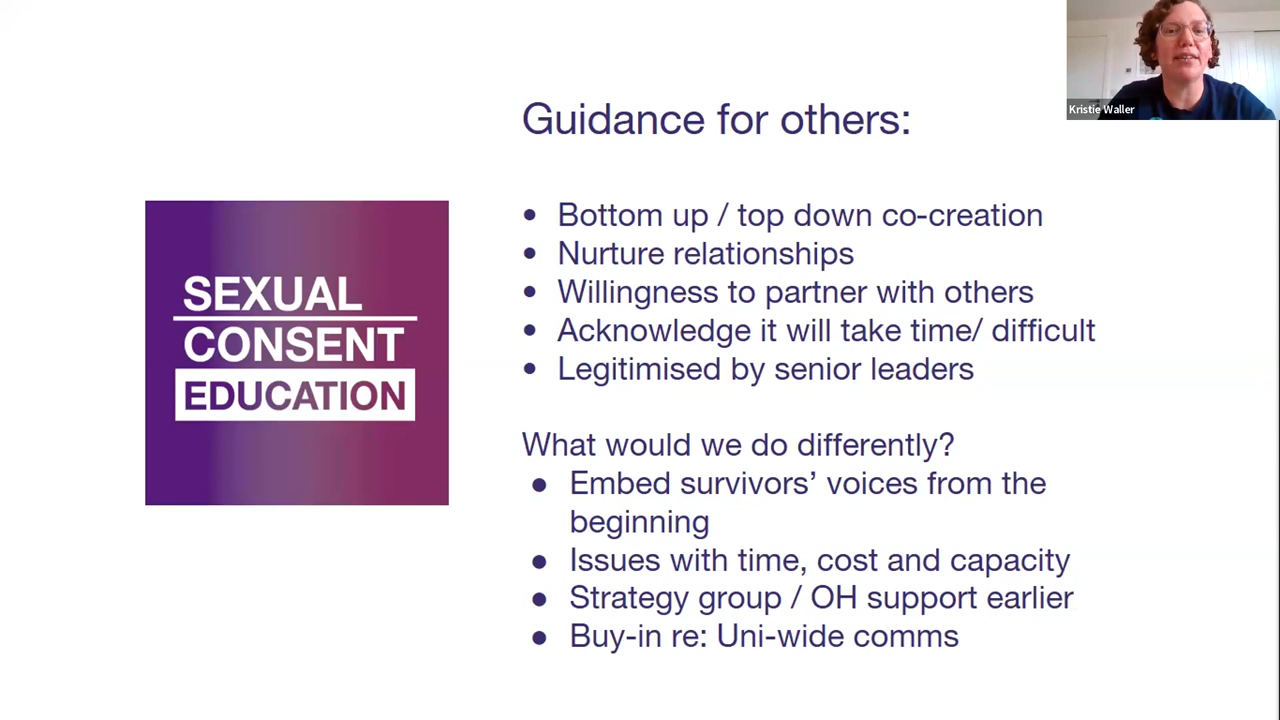 Kristie Waller
Guidance for others:
SEXUAL
CONSENT
EDUCATION
• Bottom up / top down co-creation
• Nurture relationships
• Willingness to partner with others
• Acknowledge it will take time/ difficult
• Legitimised by senior leaders
What would we do differently?
● Embed survivors’ voices from the
beginning
● Issues with time, cost and capacity
● Strategy group / OH support earlier
● Buy-in re: Uni-wide comms